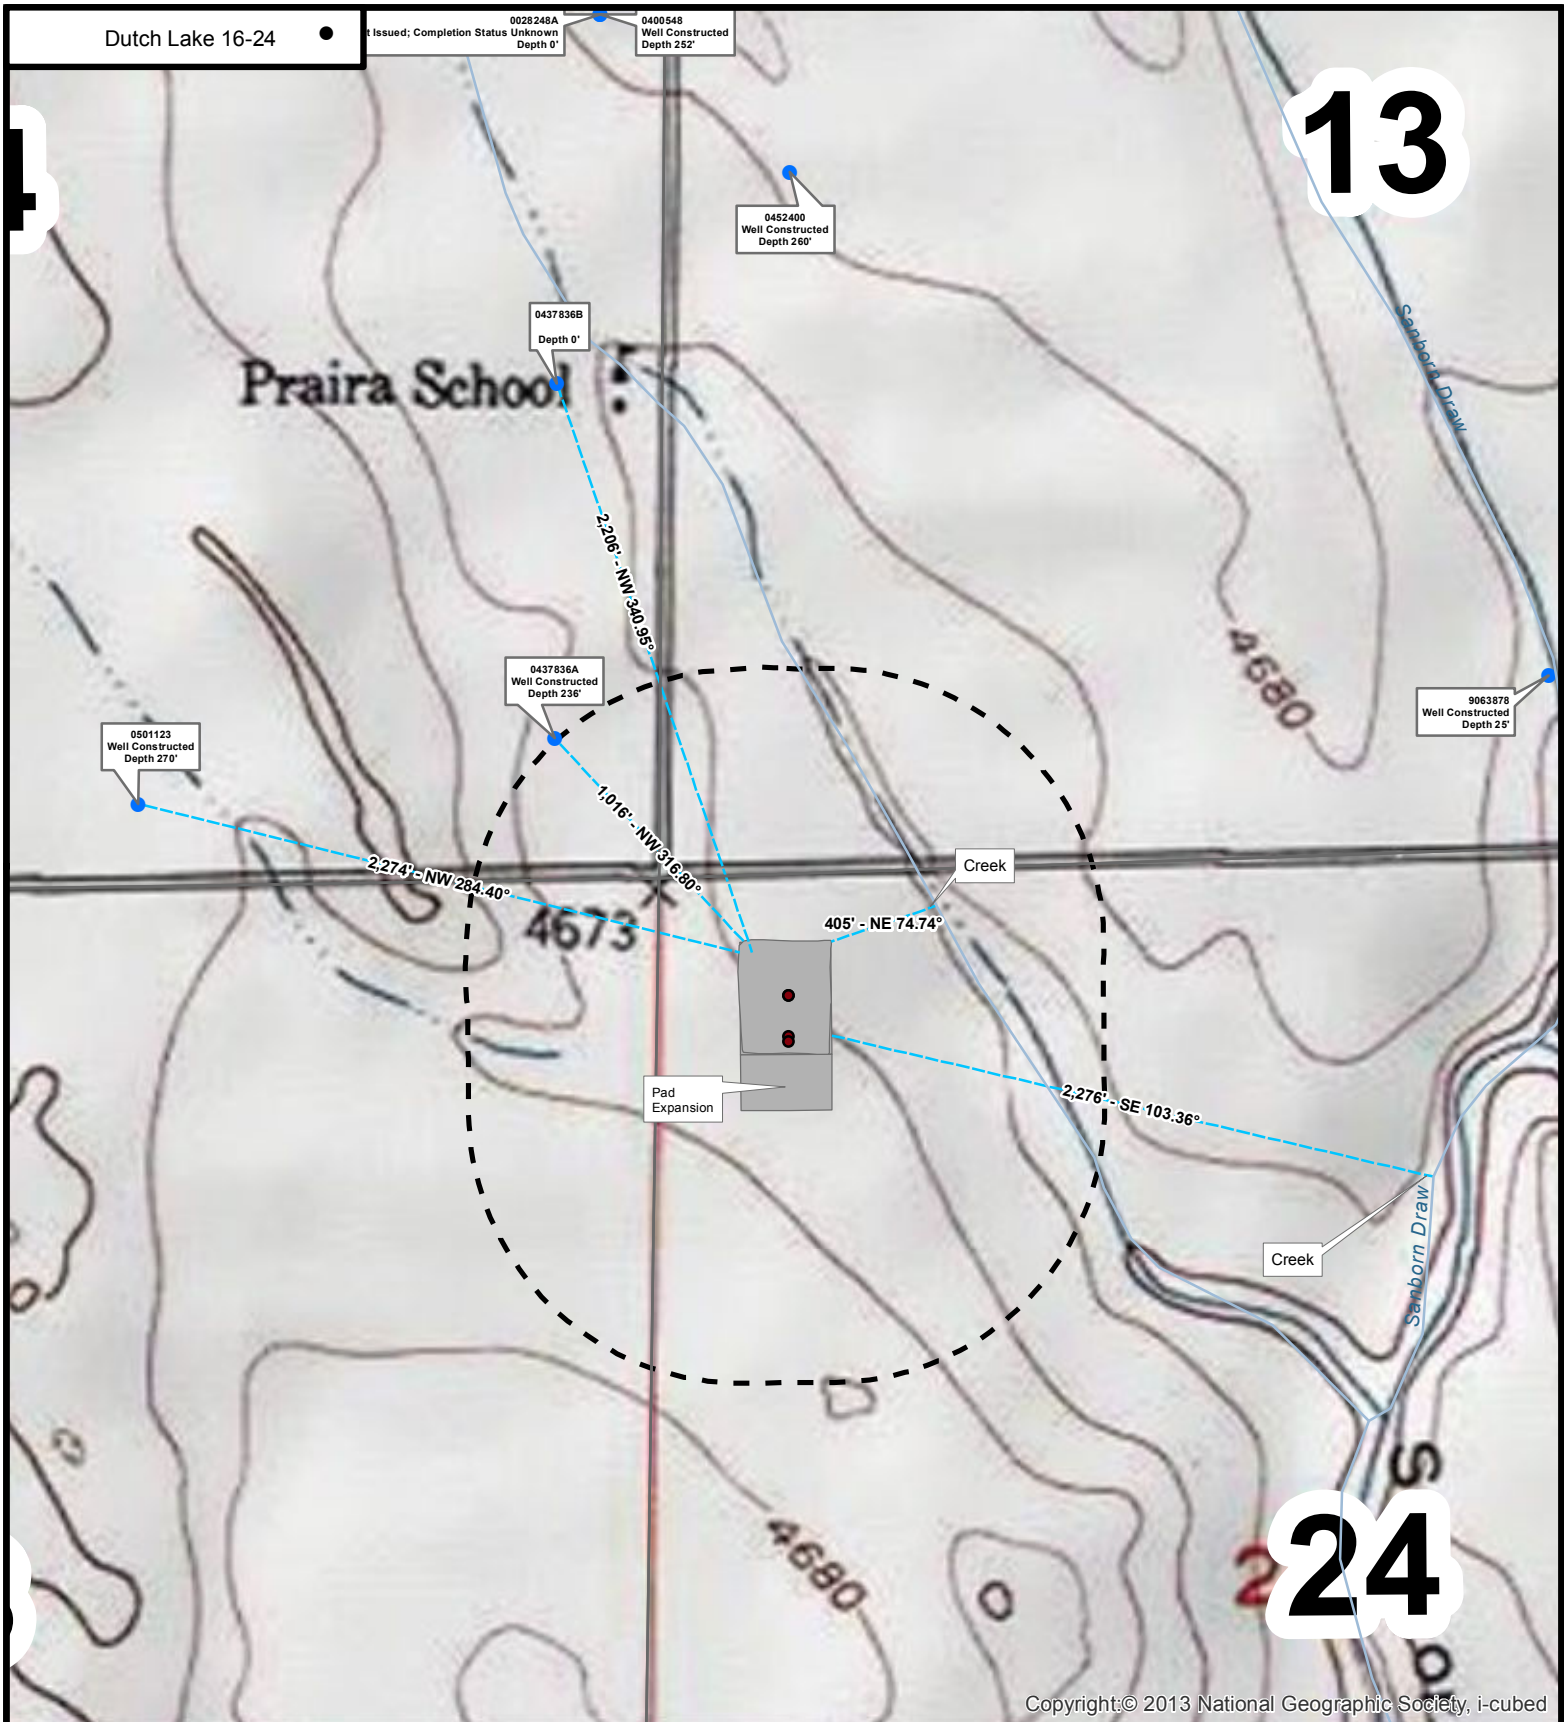 Dutch Lake 16-24
0028248A
t Issued; Completion Status Unknown
Depth 0'
0400548
Well Constructed
Depth 252'
13
4
0452400
Well Constructed
Depth 260'
0437836B
Depth 0'
Praira School
Sanborn Draw
2,206' - NW 340.95°
4680
0437836A
Well Constructed
Depth 236'
9063878
Well Constructed
Depth 25'
0501123
Well Constructed
Depth 270'
1,016' - NW 316.80°
2,274' - NW 284.40°
Creek
4673
405' - NE 74.74°
Pad
Expansion
2,276' - SE 103.36°
Creek
Sanborn Draw
4680
S
2
24
Copyright:© 2013 National Geographic Society, i-cubed